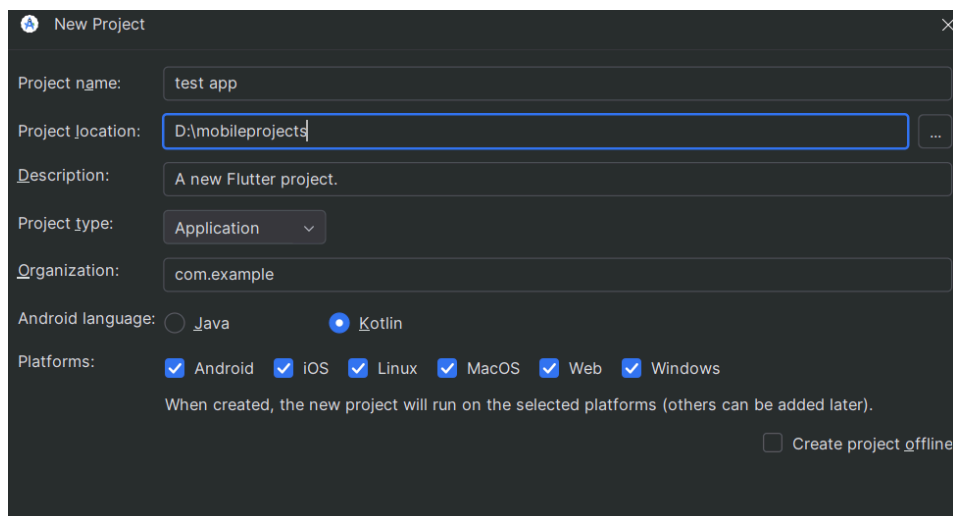 New Project
Project name: test app
Project location: D:\mobileprojects ...
Description: A new Flutter project.
Project type: Application
Organization: com.example
Android language: Java Kotlin
Platforms: Android iOS Linux MacOS Web Windows
When created, the new project will run on the selected platforms (others can be added later).
Create project offline